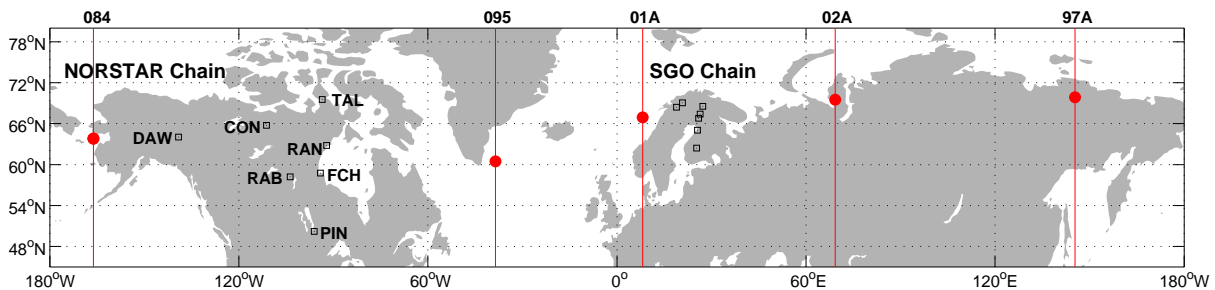 084 095 01A 02A 97A
78°N
NORSTAR Chain SGO Chain
72°N
TAL
66°N
CON
DAW
RAN
60°N
RAB FCH
54°N
PIN
48°N
180°W 120°W 60°W 0° 60°E 120°E 180°W